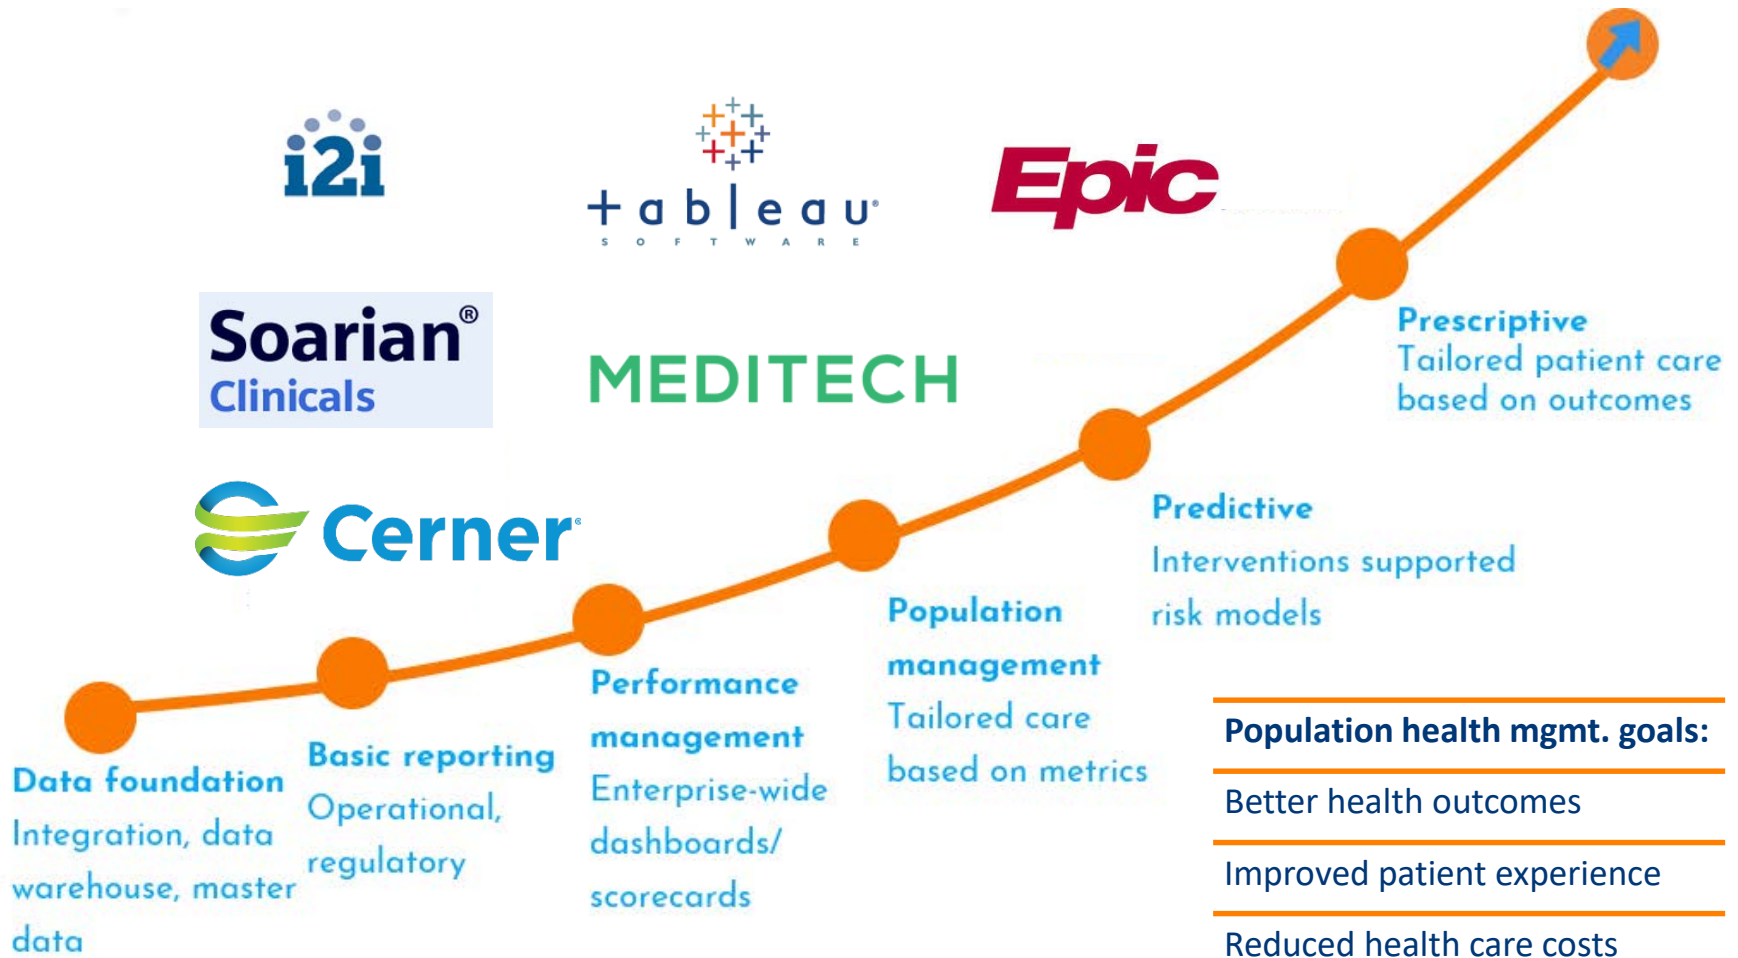 i2i
+ableau®
SOFTWARE
Epic
Soarian®
Clinicals
MEDITECH
Cerner®
Data foundation
Integration, data
warehouse, master
data
Basic reporting
Operational,
regulatory
Performance
management
Enterprise-wide
dashboards/
scorecards
Population
management
Tailored care
based on metrics
Predictive
Interventions supported
risk models
Prescriptive
Tailored patient care
based on outcomes
Population health mgmt. goals:
Better health outcomes
Improved patient experience
Reduced health care costs